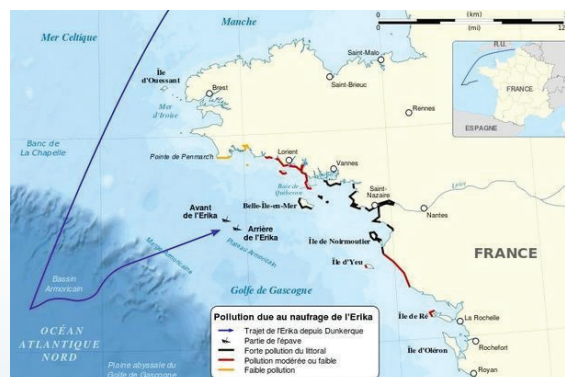 Manche
(km)
(mi)
Mer Celtique
R.U.
FRANCE
ESPAGNE
Île
d'Ouessant
Saint-Malo
Brest
Saint-Brieuc
Mer
d'Iroise
Rennes
Banc de
La Chapelle
Pointe de Penmarch
Lorient
Vannes
Baie de
Quiberon
Saint-
Nazaire
Loire
Nantes
Avant
de l'Erika
Belle-Île-en-Mer
Arrière
de l'Erika
Marge armoricaine
Plateau Armoricain
Île de Noirmoutier
FRANCE
Île d'Yeu
Bassin
Armoricain
Golfe de Gascogne
Pollution due au naufrage de l'Erika
Trajet de l'Erika depuis Dunkerque
Partie de l'épave
Forte pollution du littoral
Pollution modérée ou faible
Faible pollution
Île de Ré
La Rochelle
OCÉAN
ATLANTIQUE
NORD
Île d'Oléron
Rochefort
Plaine abyssale du
Golfe de Gascogne
Royan